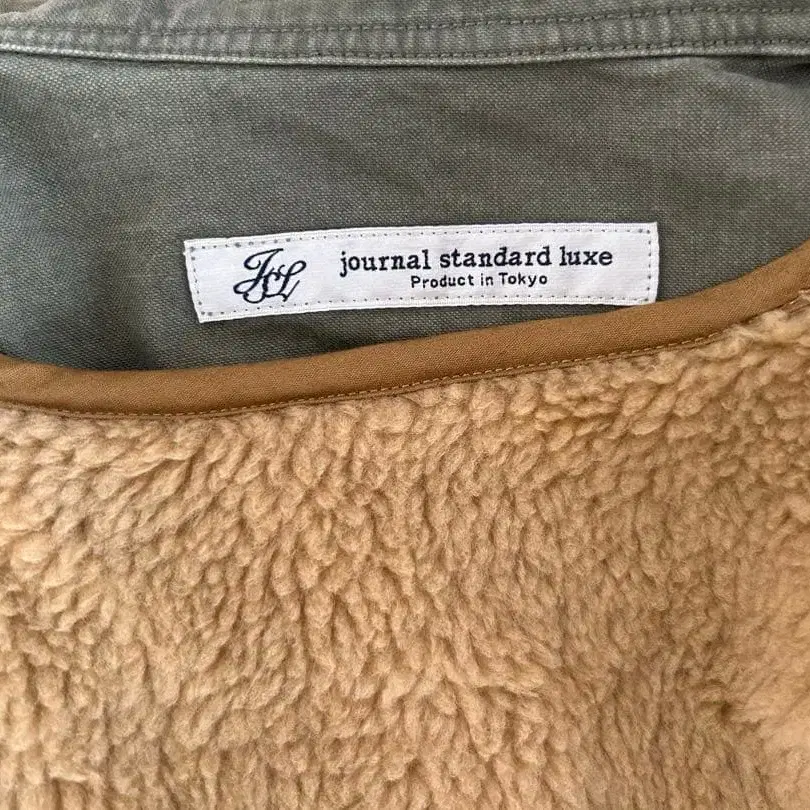 JSL
journal standard luxe
Product in Tokyo